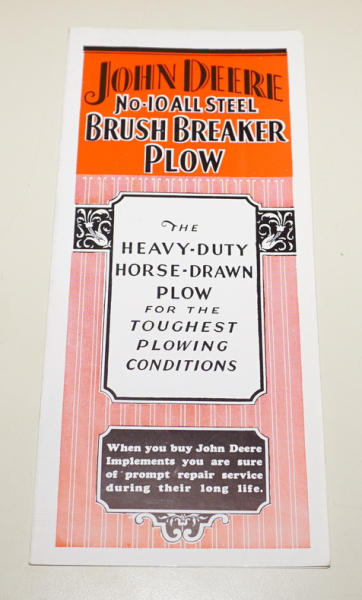 JOHN DEERE
NO-10 ALL STEEL
BRUSH BREAKER
PLOW
THE
HEAVY-DUTY
HORSE-DRAWN
PLOW
FOR THE
TOUGHEST
PLOWING
CONDITIONS
When you buy John Deere
Implements you are sure
of prompt repair service
during their long life.